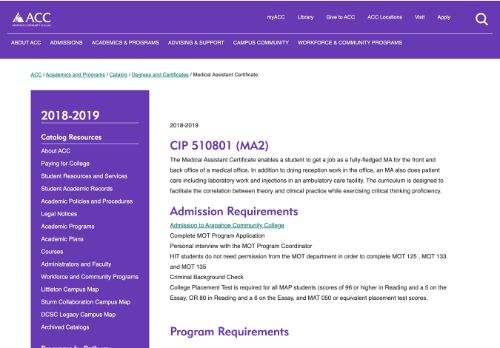 myACC Library Give to ACC ACC Locations Visit Apply
ACC
ARAPAHOE COMMUNITY COLLEGE
ABOUT ACC ADMISSIONS ACADEMICS & PROGRAMS ADVISING & SUPPORT CAMPUS COMMUNITY WORKFORCE & COMMUNITY PROGRAMS
ACC / Academics and Programs / Catalog / Degrees and Certificates / Medical Assistant Certificate
2018-2019
Catalog Resources
About ACC
Paying for College
Student Resources and Services
Student Academic Records
Academic Policies and Procedures
Legal Notices
Academic Programs
Academic Plans
Courses
Administrators and Faculty
Workforce and Community Programs
Littleton Campus Map
Sturm Collaboration Campus Map
DCSC Legacy Campus Map
Archived Catalogs
Programs by Pathway
2018-2019
CIP 510801 (MA2)
The Medical Assistant Certificate enables a student to get a job as a fully-fledged MA for the front and
back office of a medical office. In addition to doing reception work in the office, an MA also does patient
care including laboratory work and injections in an ambulatory care facility. The curriculum is designed to
facilitate the correlation between theory and clinical practice while exercising critical thinking proficiency.
Admission Requirements
Admission to Arapahoe Community College
Complete MOT Program Application
Personal interview with the MOT Program Coordinator
HIT students do not need permission from the MOT department in order to complete MOT 125 , MOT 133
and MOT 135
Criminal Background Check
College Placement Test is required for all MAP students (scores of 96 or higher in Reading and a 5 on the
Essay, OR 80 in Reading and a 6 on the Essay, and MAT 050 or equivalent placement test scores.
Program Requirements